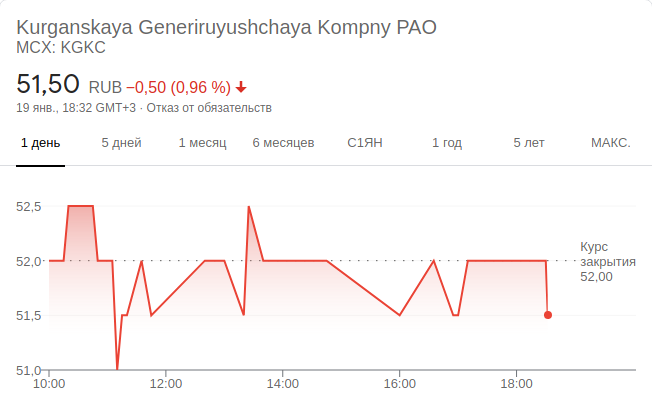 Kurganskaya Generiruyushchaya Kompny PAO
MCX: KGKC
51,50 RUB −0,50 (0,96 %)
19 янв., 18:32 GMT+3 · Отказ от обязательств
1 день 5 дней 1 месяц 6 месяцев С1ЯН 1 год 5 лет МАКС.
52,5
52,0
51,5
51,0
Курс
закрытия
52,00
10:00 12:00 14:00 16:00 18:00